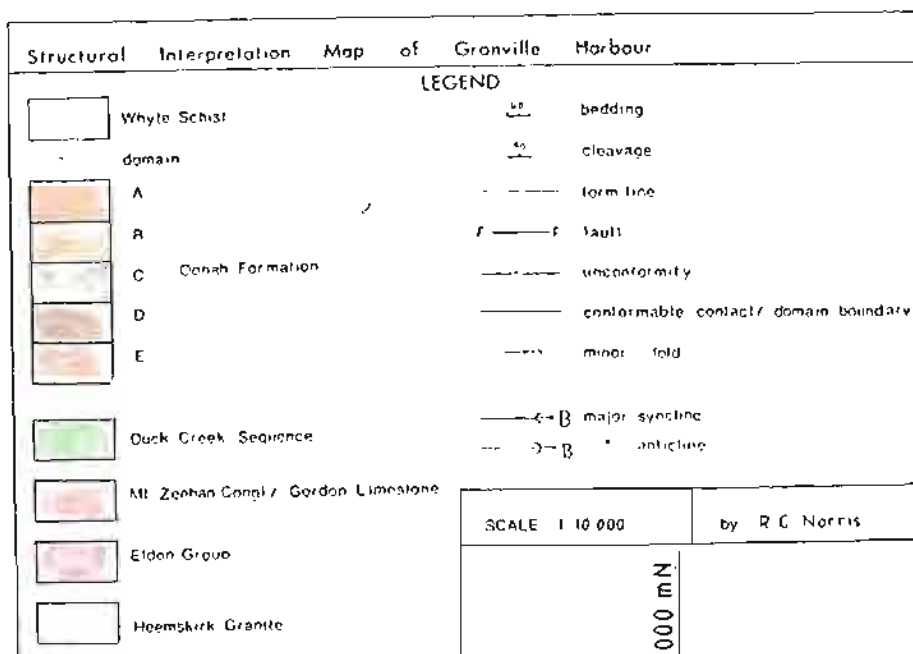 Structural Interpretation Map of Granville Harbour
LEGEND
Whyte Schist
domain
A
B
C Oonah Formation
D
E
Duck Creek Sequence
Mt Zeehan Congl / Gordon Limestone
Eldon Group
Heemskirk Granite
bedding
cleavage
form line
F F fault
unconformity
conformable contact / domain boundary
minor fold
B major syncline
B " anticline
SCALE 1 10 000
by R C Norris
000 mN